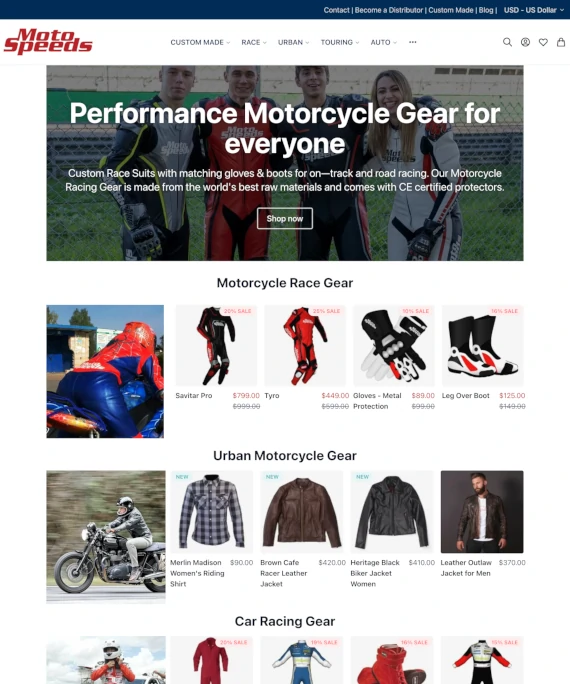 Contact | Become a Distributor | Custom Made | Blog | USD - US Dollar
Moto Speeds
CUSTOM MADE RACE URBAN TOURING AUTO
Performance Motorcycle Gear for
everyone
Custom Race Suits with matching gloves & boots for on—track and road racing. Our Motorcycle
Racing Gear is made from the world's best raw materials and comes with CE certified protectors.
Shop now
Motorcycle Race Gear
20% SALE 25% SALE 10% SALE 16% SALE
Savitar Pro $799.00 Tyro $449.00 Gloves - Metal $89.00 Leg Over Boot $125.00
$999.00 $599.00 Protection $99.00 $149.00
Urban Motorcycle Gear
NEW NEW NEW
Merlin Madison $90.00 Brown Cafe $420.00 Heritage Black $410.00 Leather Outlaw $370.00
Women's Riding Racer Leather Biker Jacket Jacket for Men
Shirt Jacket Women
Car Racing Gear
25% SALE 19% SALE 16% SALE 15% SALE